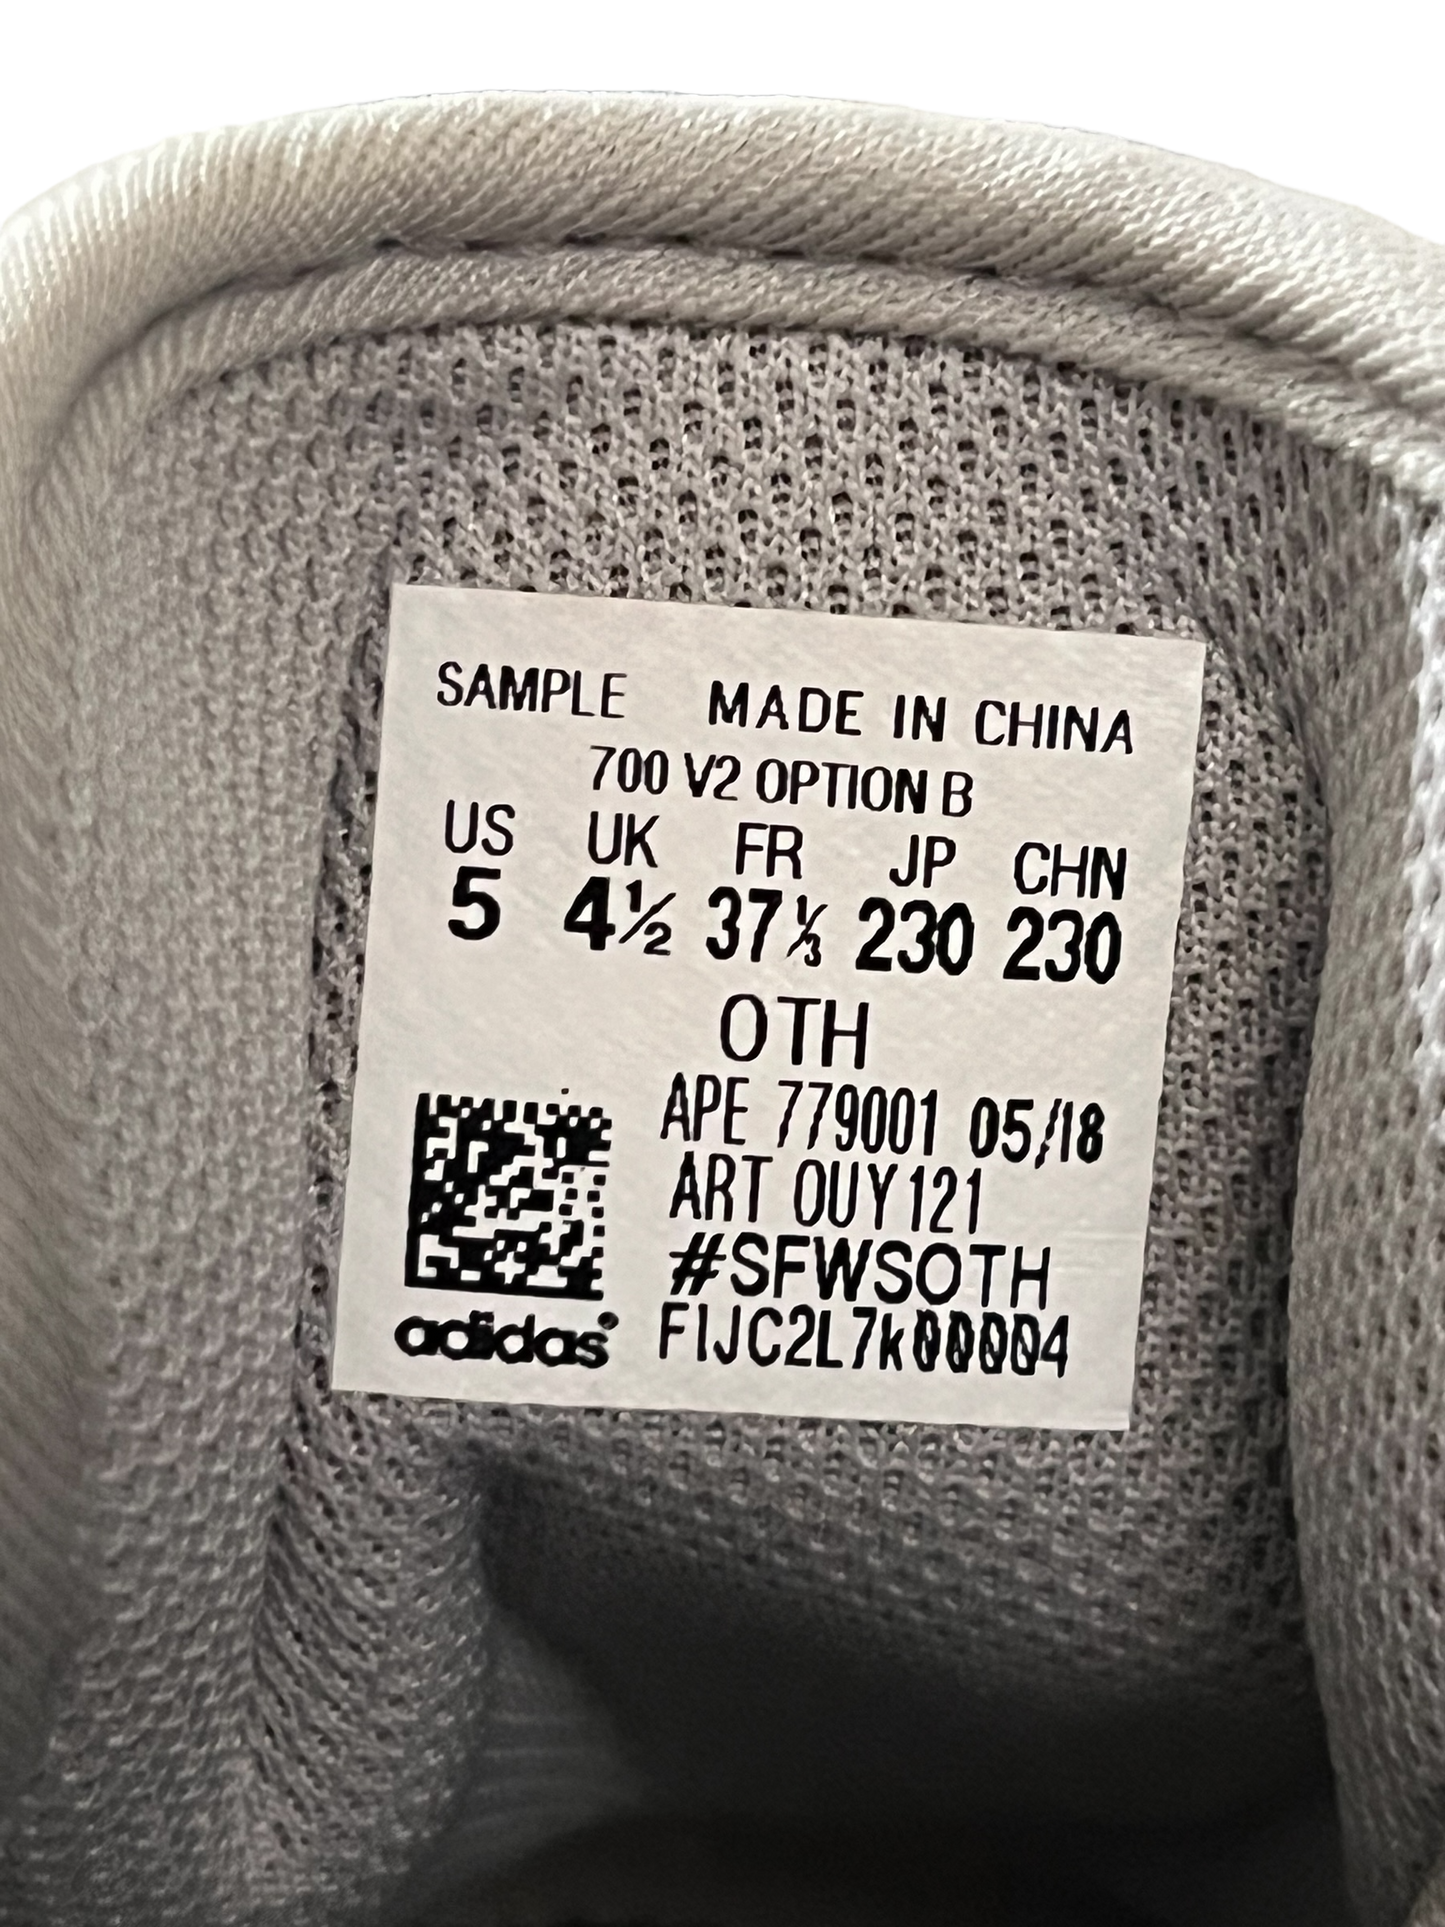 SAMPLE MADE IN CHINA
700 V2 OPTION B
US UK FR JP CHN
5 4½ 37⅓ 230 230
OTH
APE 779001 05/18
ART OUY121
#SFWSOTH
adidas® F1JC2L7k00004